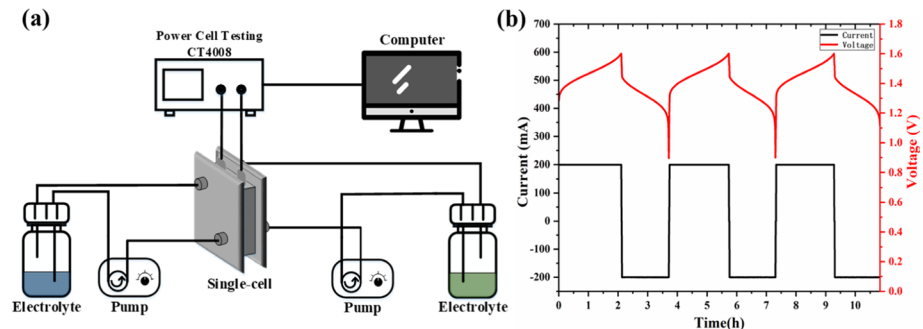 (a)
Power Cell Testing
CT4008
Computer
Single-cell
Electrolyte
Pump
Pump
Electrolyte
(b)
Current
Voltage
Current (mA)
700
600
500
400
300
200
100
0
-100
-200
Voltage (V)
1.8
1.6
1.4
1.2
1.0
0.8
0.6
0.4
0.2
0.0
0 1 2 3 4 5 6 7 8 9 10
Time(h)